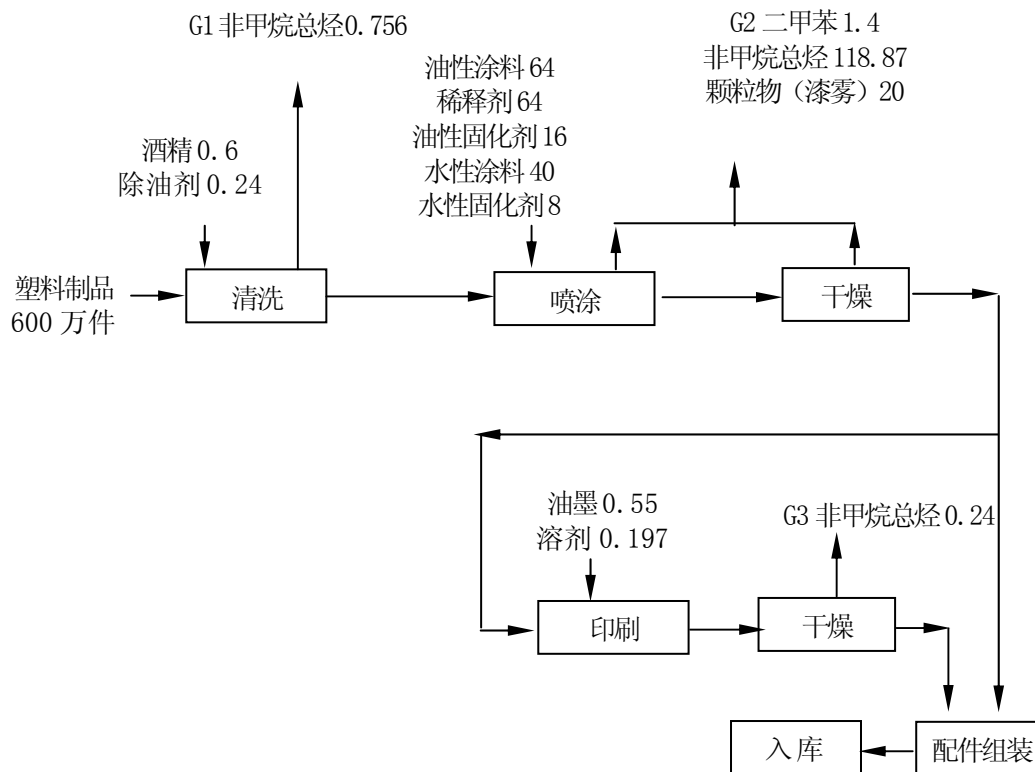 G1 非甲烷总烃0.756
G2 二甲苯1.4
非甲烷总烃118.87
颗粒物（漆雾）20
油性涂料64
稀释剂64
油性固化剂16
水性涂料40
水性固化剂8
酒精0.6
除油剂0.24
塑料制品
600 万件
清洗
喷涂
干燥
油墨0.55
溶剂0.197
G3 非甲烷总烃0.24
印刷
干燥
入库
配件组装